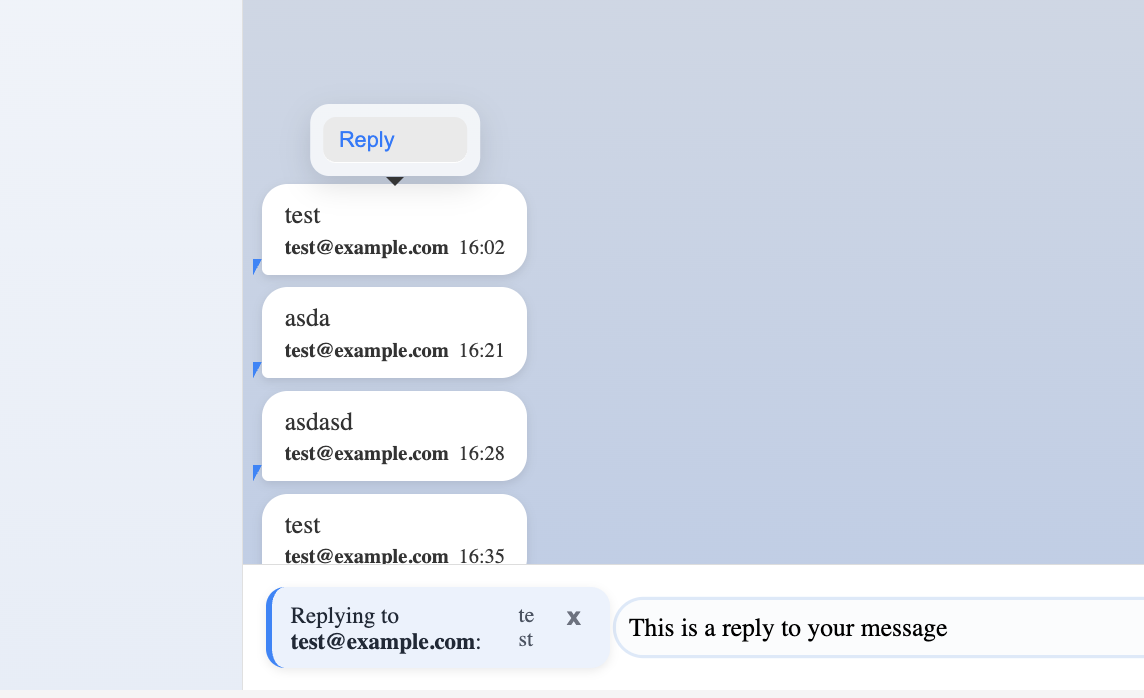 Reply
test
test@example.com 16:02
asda
test@example.com 16:21
asdasd
test@example.com 16:28
test
test@example.com 16:35
Replying to
test@example.com:
te
st
x
This is a reply to your message